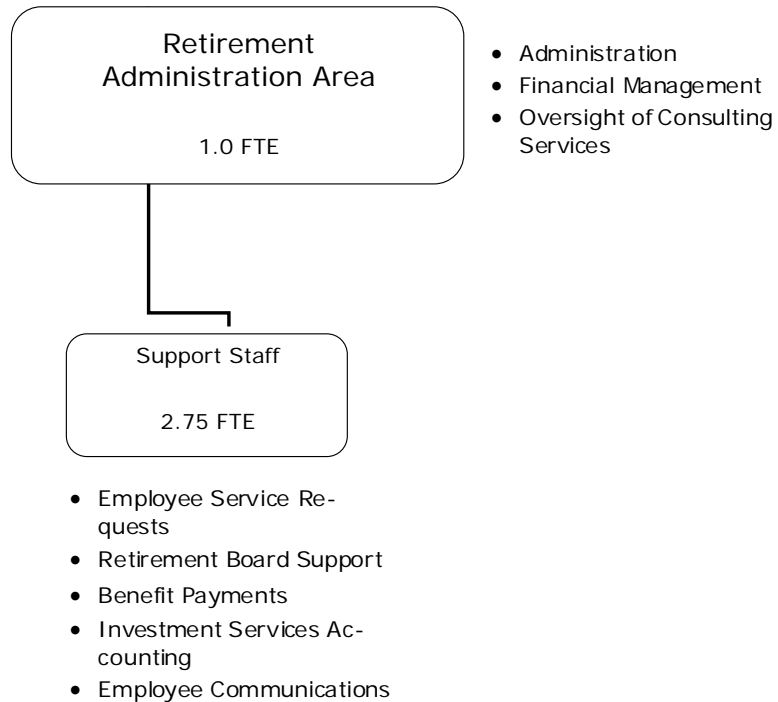 Retirement
Administration Area
1.0 FTE
• Administration
• Financial Management
• Oversight of Consulting
Services
Support Staff
2.75 FTE
• Employee Service Re-
quests
• Retirement Board Support
• Benefit Payments
• Investment Services Ac-
counting
• Employee Communications